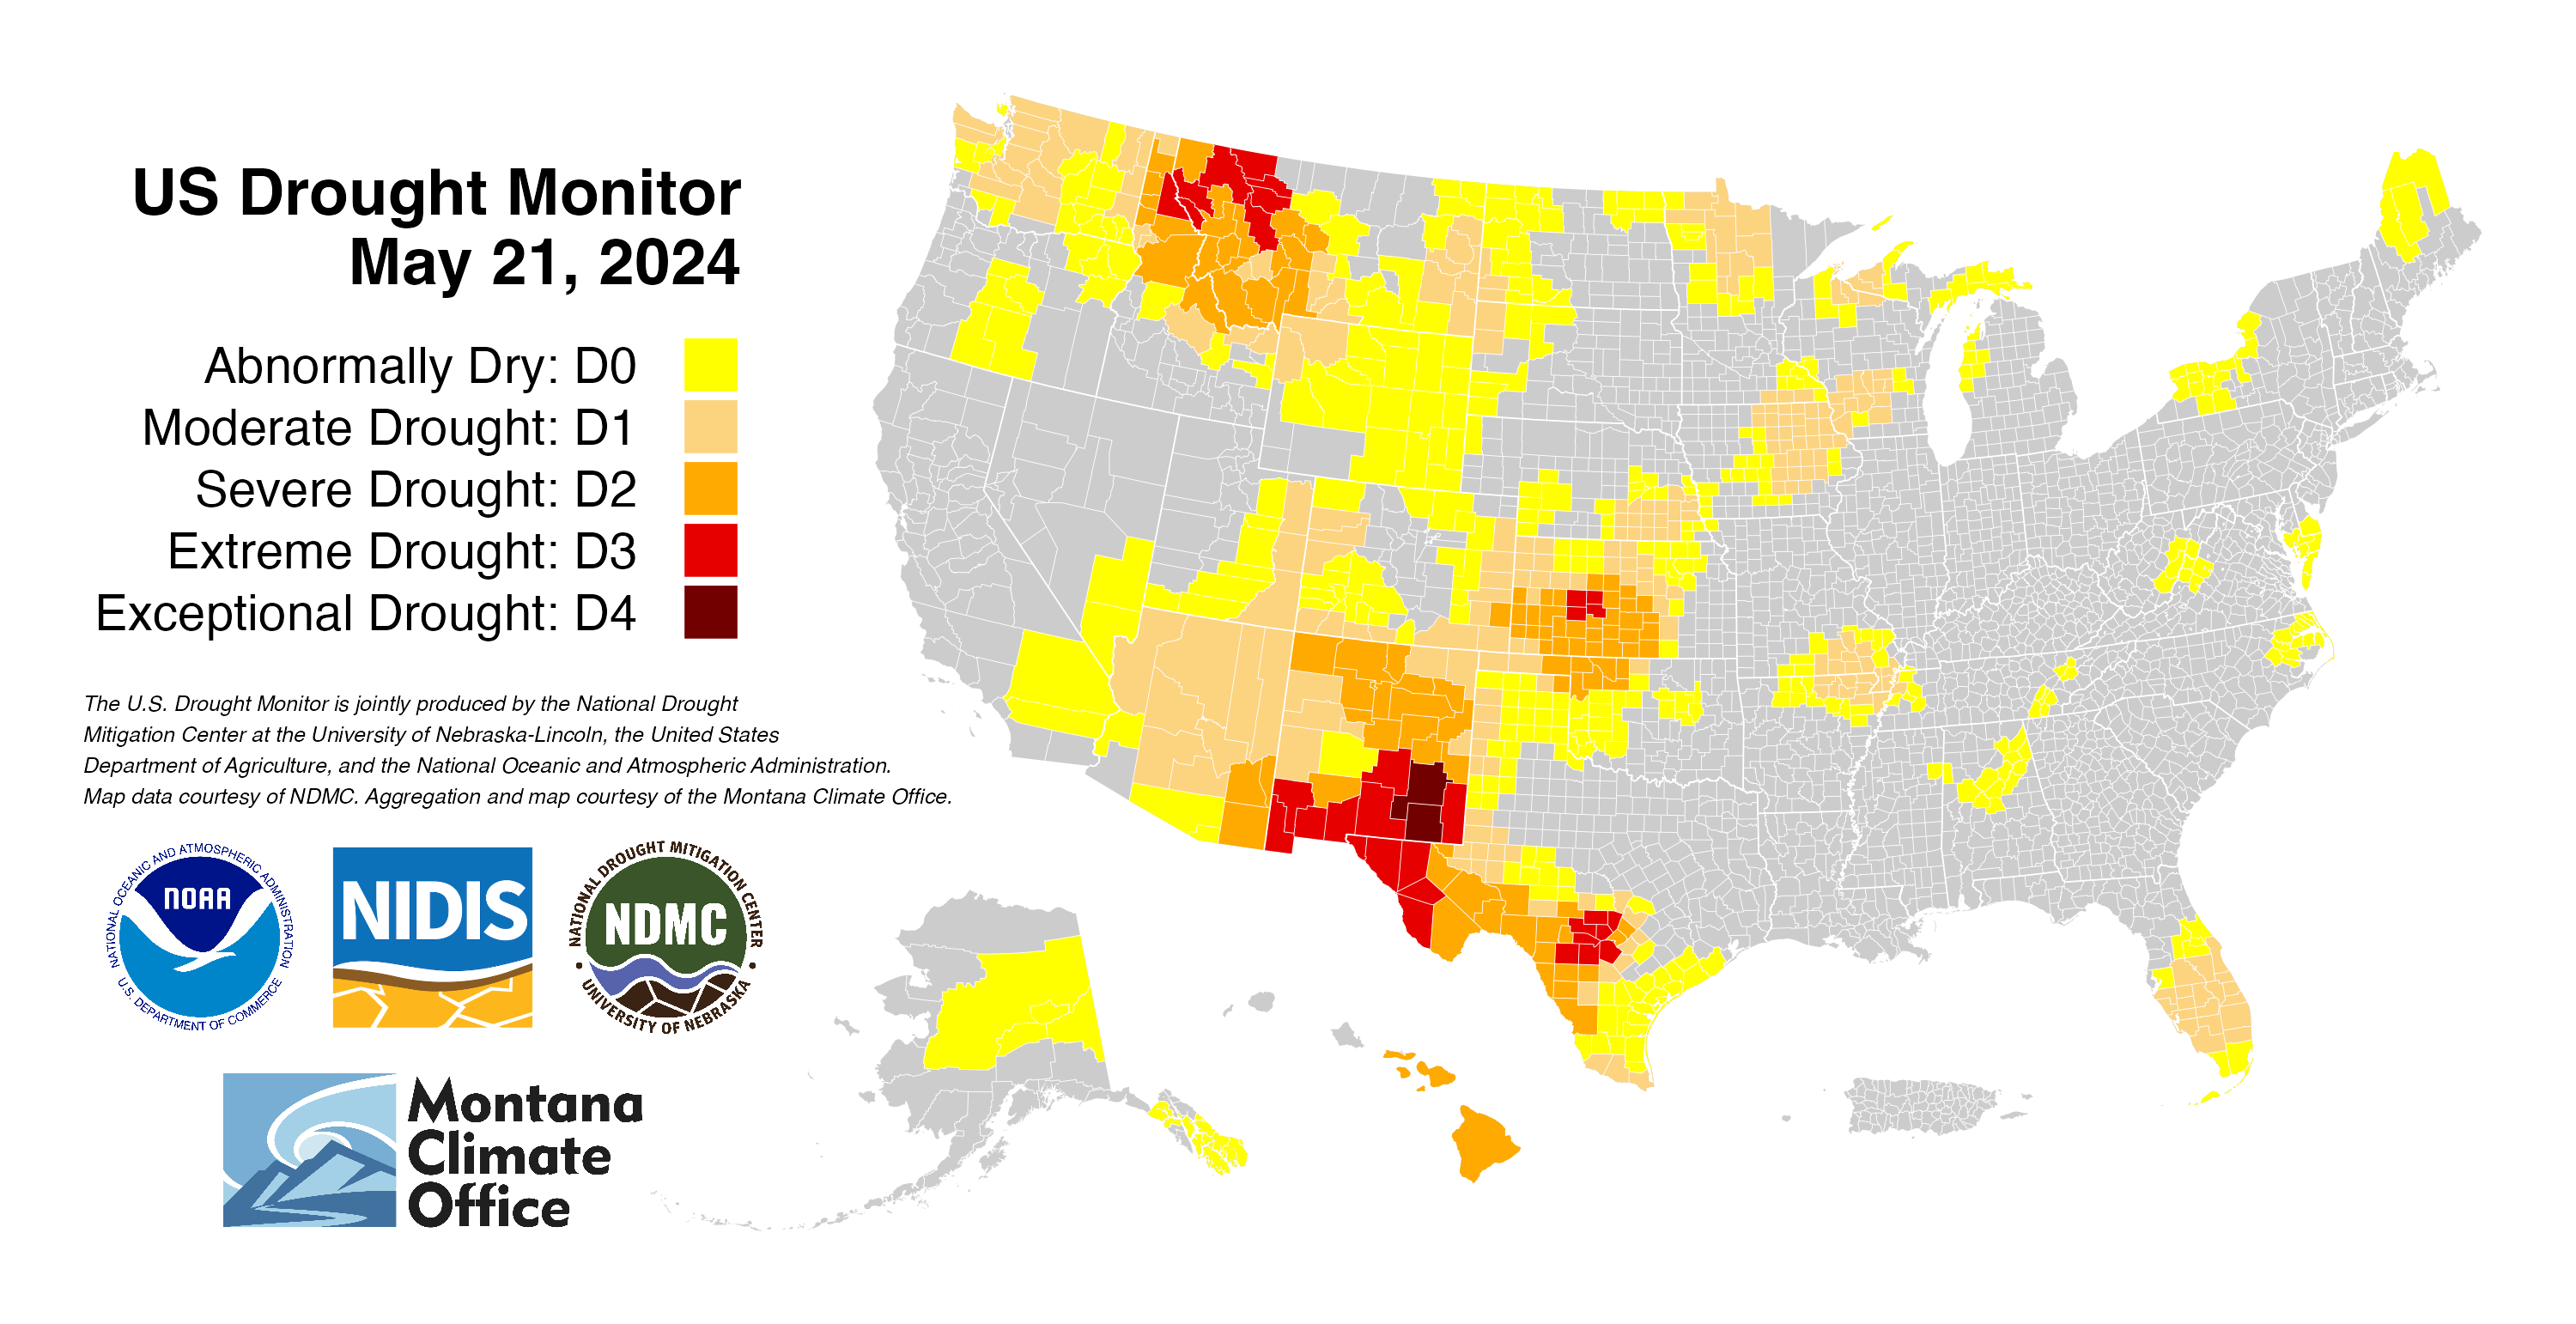 US Drought Monitor
May 21, 2024
Abnormally Dry: D0
Moderate Drought: D1
Severe Drought: D2
Extreme Drought: D3
Exceptional Drought: D4
The U.S. Drought Monitor is jointly produced by the National Drought
Mitigation Center at the University of Nebraska-Lincoln, the United States
Department of Agriculture, and the National Oceanic and Atmospheric Administration.
Map data courtesy of NDMC. Aggregation and map courtesy of the Montana Climate Office.
NATIONAL OCEANIC AND ATMOSPHERIC ADMINISTRATION
NOAA
U.S. DEPARTMENT OF COMMERCE
NIDIS
NATIONAL DROUGHT MITIGATION CENTER
NDMC
UNIVERSITY OF NEBRASKA
Montana
Climate
Office